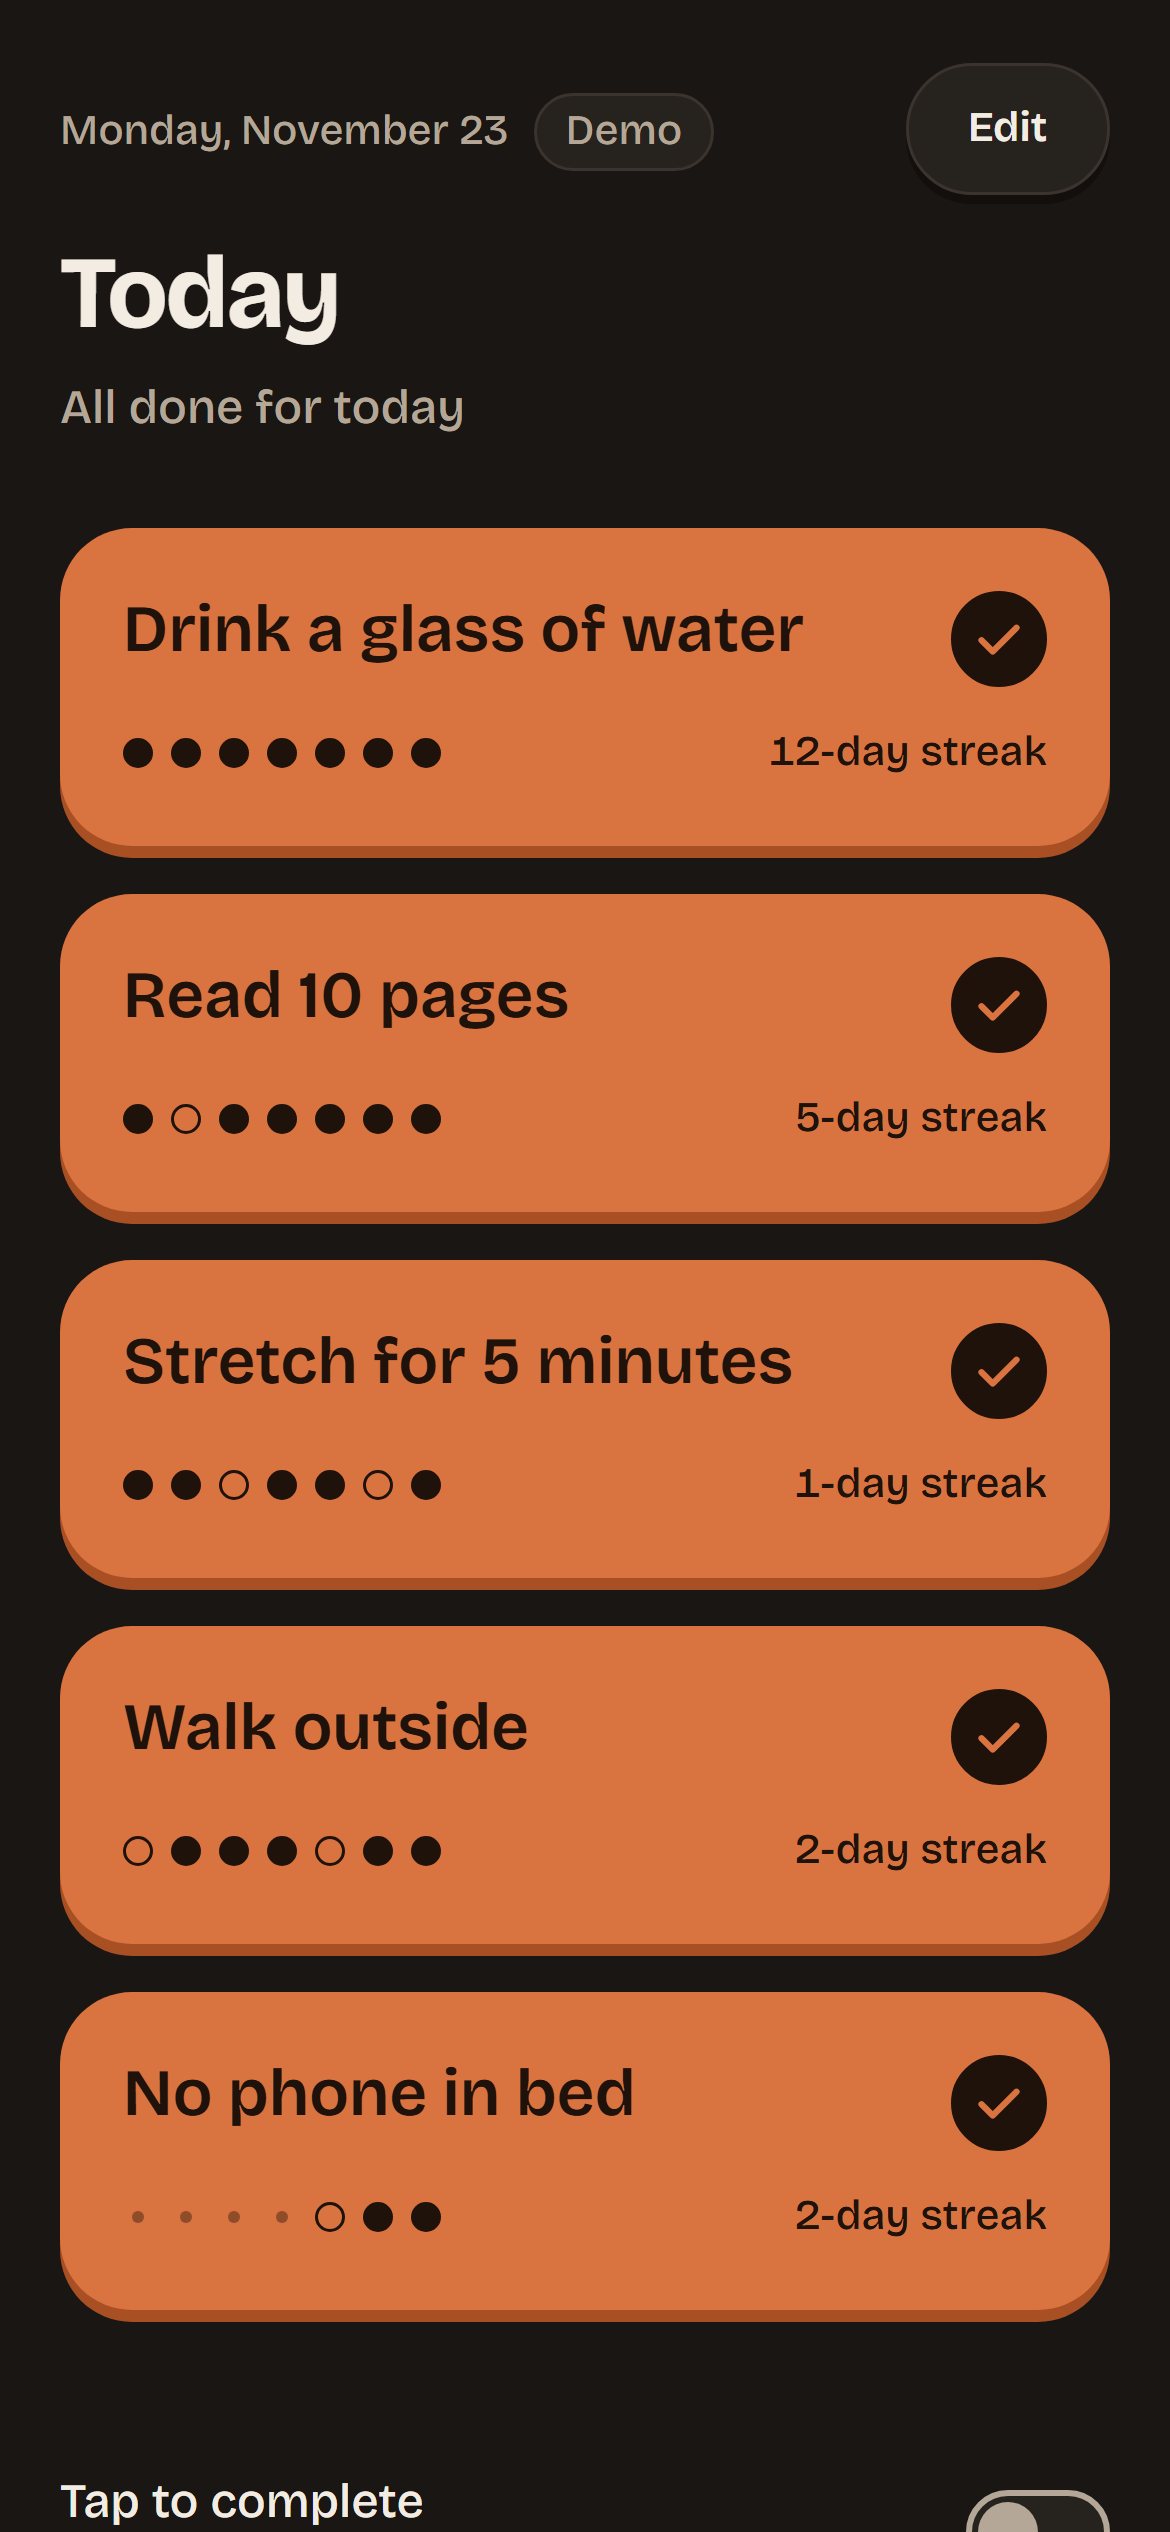 Monday, November 23 Demo Edit
Today
All done for today
Drink a glass of water
12-day streak
Read 10 pages
5-day streak
Stretch for 5 minutes
1-day streak
Walk outside
2-day streak
No phone in bed
2-day streak
Tap to complete